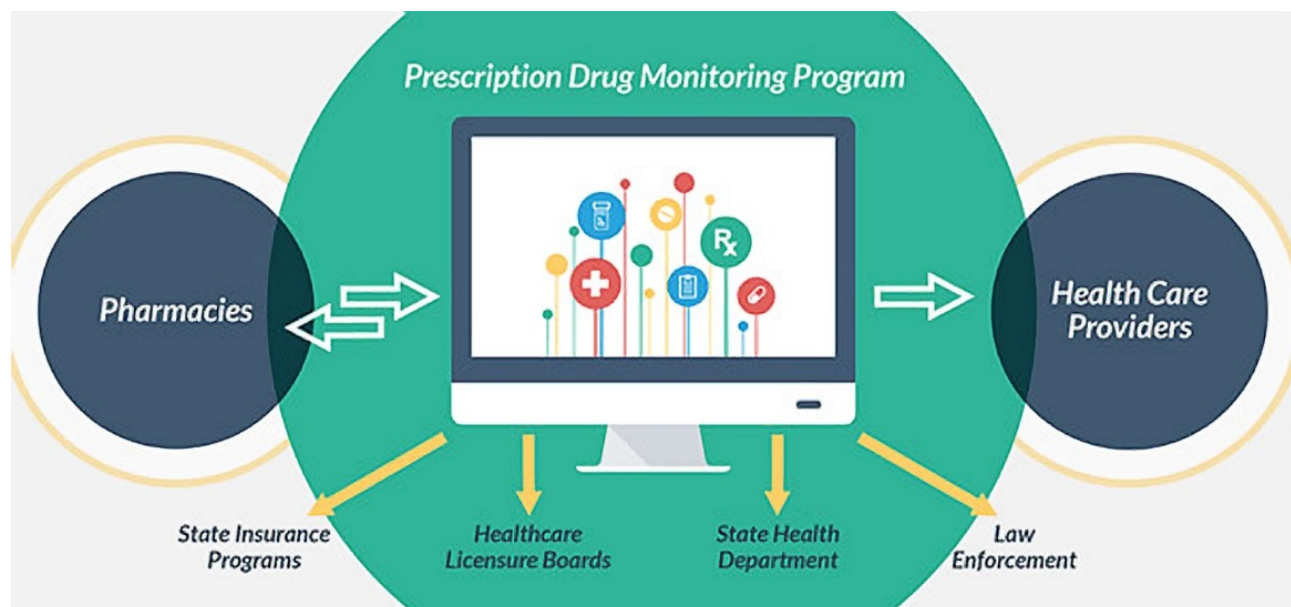 Prescription Drug Monitoring Program
Pharmacies
Rx
Health Care
Providers
State Insurance
Programs
Healthcare
Licensure Boards
State Health
Department
Law
Enforcement